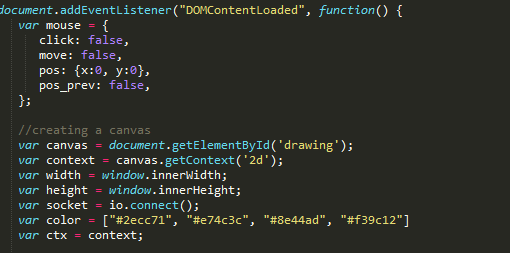 document.addEventListener("DOMContentLoaded", function() {
var mouse = {
click: false,
move: false,
pos: {x:0, y:0},
pos_prev: false,
};
//creating a canvas
var canvas = document.getElementById('drawing');
var context = canvas.getContext('2d');
var width = window.innerWidth;
var height = window.innerHeight;
var socket = io.connect();
var color = ["#2ecc71", "#e74c3c", "#8e44ad", "#f39c12"]
var ctx = context;